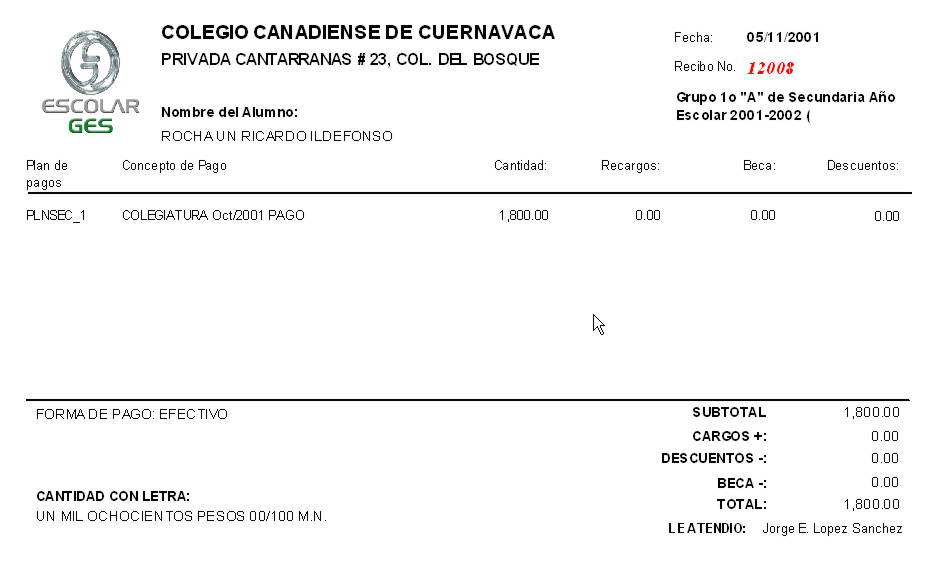 COLEGIO CANADIENSE DE CUERNAVACA
PRIVADA CANTARRANAS # 23, COL. DEL BOSQUE
Fecha: 05/11/2001
Recibo No. 12008
ESCOLAR
GES
Nombre del Alumno:
ROCHA UN RICARDO ILDEFONSO
Grupo 1o "A" de Secundaria Año
Escolar 2001-2002 (
Plan de pagos Concepto de Pago Cantidad: Recargos: Beca: Descuentos:
PLNSEC_1 COLEGIATURA Oct/2001 PAGO 1,800.00 0.00 0.00 0.00
FORMA DE PAGO: EFECTIVO
SUBTOTAL 1,800.00
CARGOS +: 0.00
DESCUENTOS -: 0.00
BECA -: 0.00
TOTAL: 1,800.00
CANTIDAD CON LETRA:
UN MIL OCHOCIENTOS PESOS 00/100 M.N.
LE ATENDIO: Jorge E. Lopez Sanchez